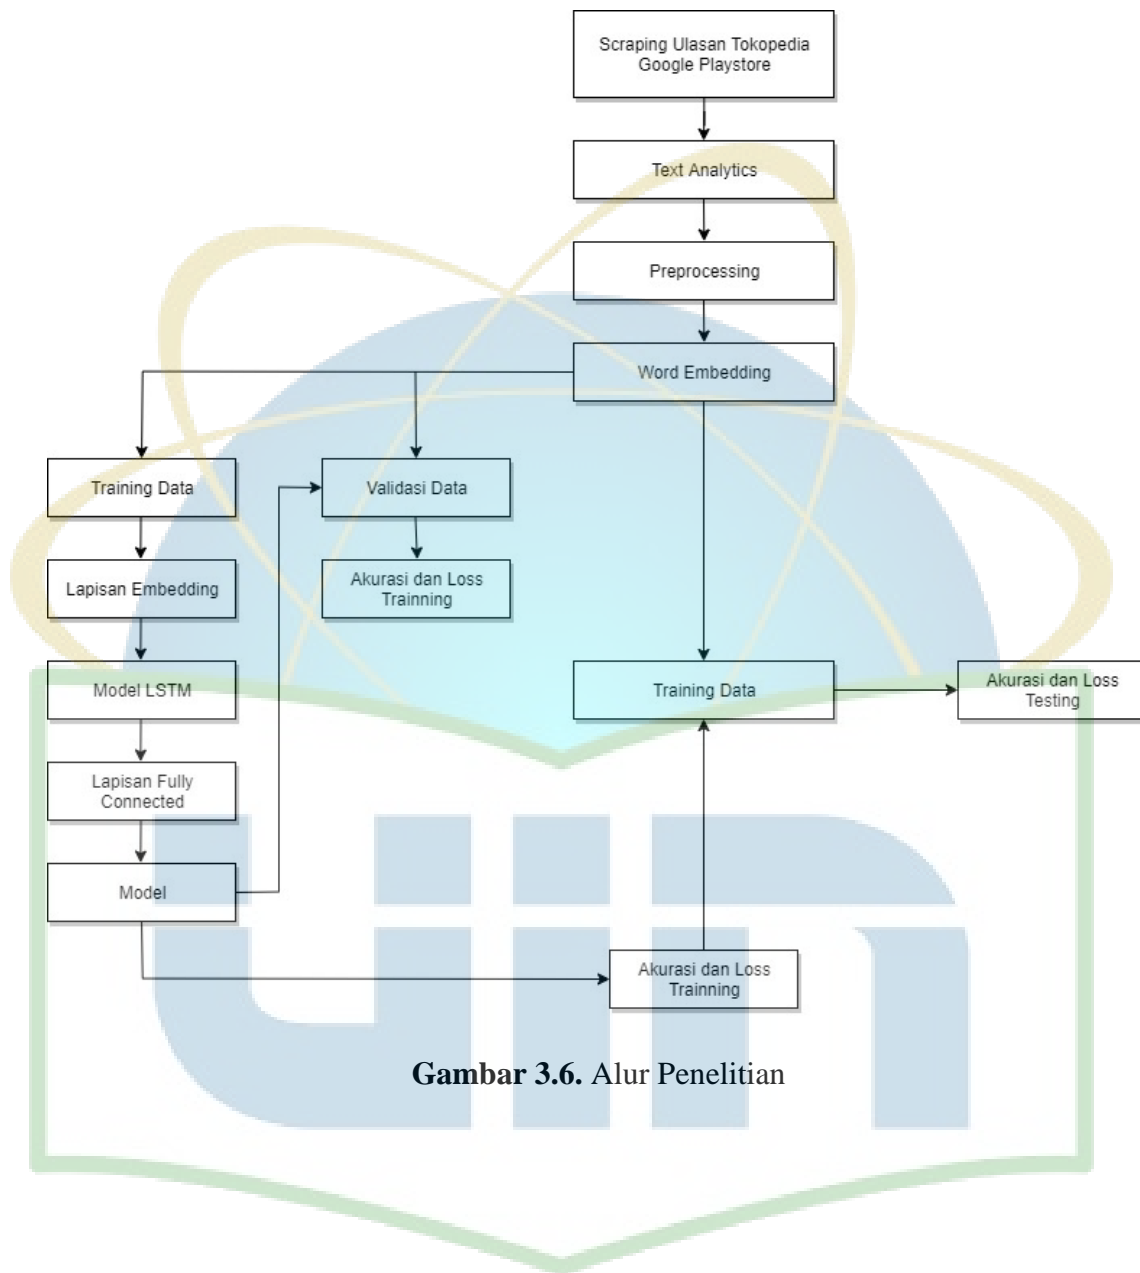 Scraping Ulasan Tokopedia
Google Playstore
Text Analytics
Preprocessing
Word Embedding
Training Data
Validasi Data
Lapisan Embedding
Akurasi dan Loss
Trainning
Model LSTM
Training Data
Akurasi dan Loss
Testing
Lapisan Fully
Connected
Model
Akurasi dan Loss
Trainning
Gambar 3.6. Alur Penelitian
uin